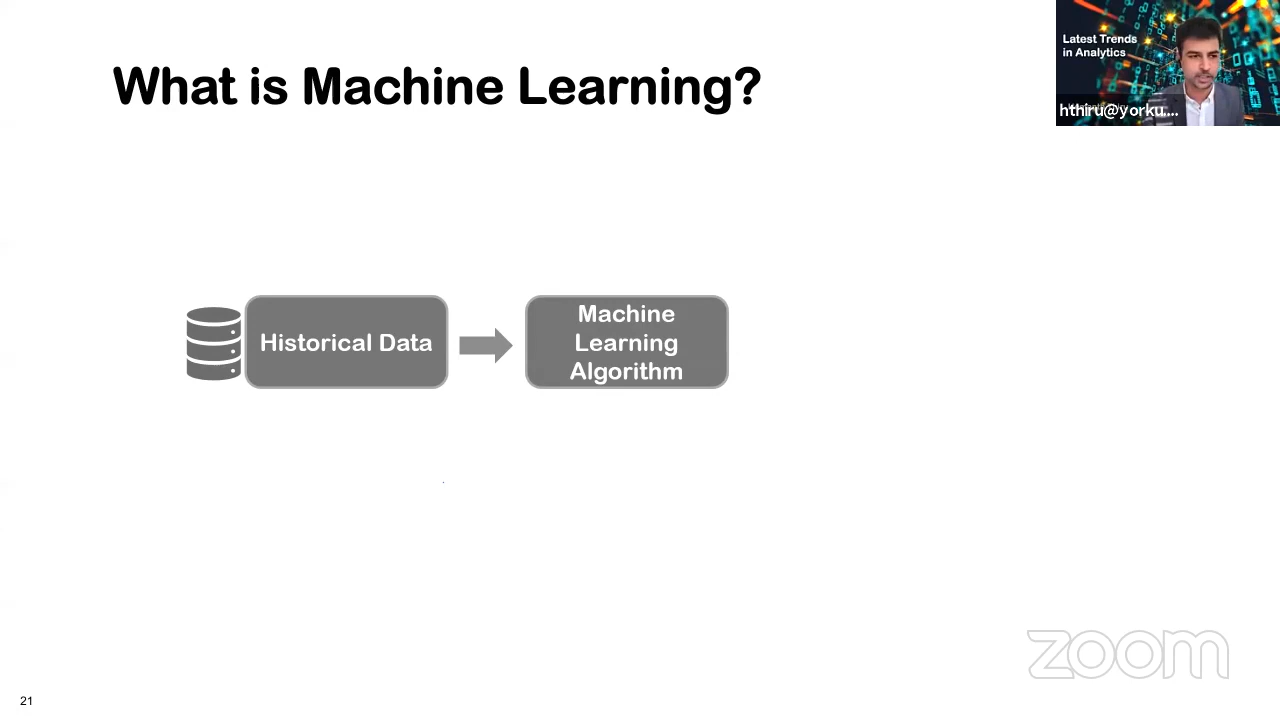 What is Machine Learning?
Latest Trends
in Analytics
hthiru@yorku....
Historical Data
Machine
Learning
Algorithm
zoom
21